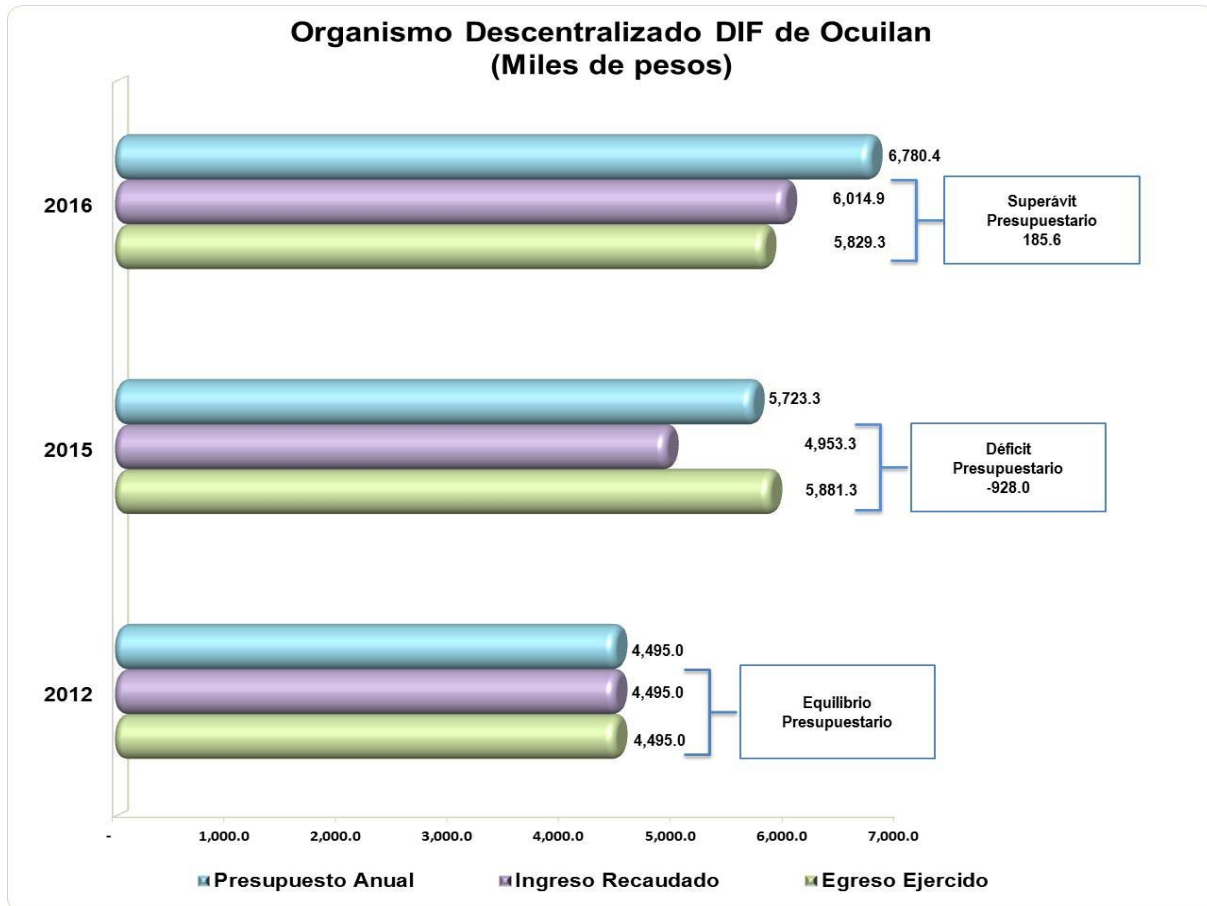 Organismo Descentralizado DIF de Ocuilan
(Miles de pesos)
2016
6,780.4
6,014.9
5,829.3
Superávit
Presupuestario
185.6
2015
5,723.3
4,953.3
5,881.3
Déficit
Presupuestario
-928.0
2012
4,495.0
4,495.0
4,495.0
Equilibrio
Presupuestario
- 1,000.0 2,000.0 3,000.0 4,000.0 5,000.0 6,000.0 7,000.0
Presupuesto Anual Ingreso Recaudado Egreso Ejercido